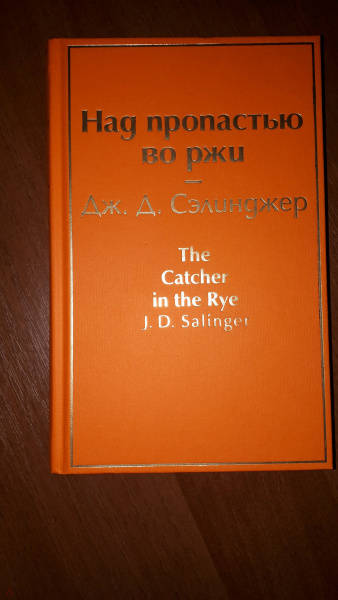 Над пропастью
во ржи
Дж. Д. Сэлинджер
The
Catcher
in the Rye
J. D. Salinger